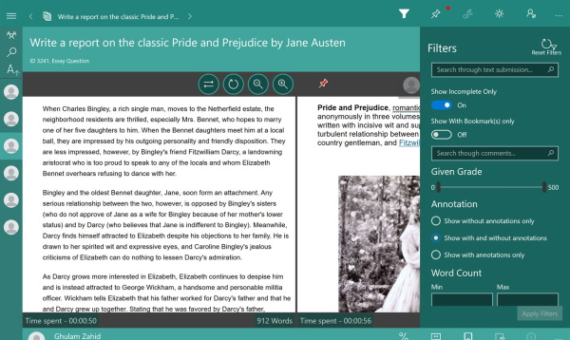 Write a report on the classic Pride and P...
Write a report on the classic Pride and Prejudice by Jane Austen
ID 3241, Essay Question
When Charles Bingley, a rich single man, moves to the Netherfield estate, the
neighborhood residents are thrilled, especially Mrs. Bennet, who hopes to marry
one of her five daughters to him. When the Bennet daughters meet him at a local
ball, they are impressed by his outgoing personality and friendly disposition. They
are less impressed, however, by Bingley's friend Fitzwilliam Darcy, a landowning
aristocrat who is too proud to speak to any of the locals and whom Elizabeth
Bennet overhears refusing to dance with her.
Bingley and the oldest Bennet daughter, Jane, soon form an attachment. Any
serious relationship between the two, however, is opposed by Bingley's sisters
(who do not approve of Jane as a wife for Bingley because of her mother's lower
status) and by Darcy (who believes that Jane is indifferent to Bingley). Meanwhile,
Darcy finds himself attracted to Elizabeth despite his objections to her family. He is
drawn to her spirited wit and expressive eyes, and Caroline Bingley's jealous
criticisms of Elizabeth can do nothing to lessen Darcy's admiration.
As Darcy grows more interested in Elizabeth, Elizabeth continues to despise him
and is instead attracted to George Wickham, a handsome and personable militia
officer. Wickham tells Elizabeth that his father worked for Darcy's father and that he
and Darcy grew up together. Stating that he was favored by Darcy's father,
Time spent - 00:00:50
912 Words
Pride and Prejudice, romantic
anonymously in three volumes
written with incisive wit and su
turbulent relationship between
country gentleman, and Fitzwil
Time spent - 00:00:56
Ghulam Zahid
Filters
Reset Filters
Search through text submission...
Show Incomplete Only
On
Show With Bookmark(s) only
Off
Search though comments...
Given Grade
0
500
Annotation
Show without annotations only
Show with and without annotations
Show with annotations only
Word Count
Min
Max
Apply Filters